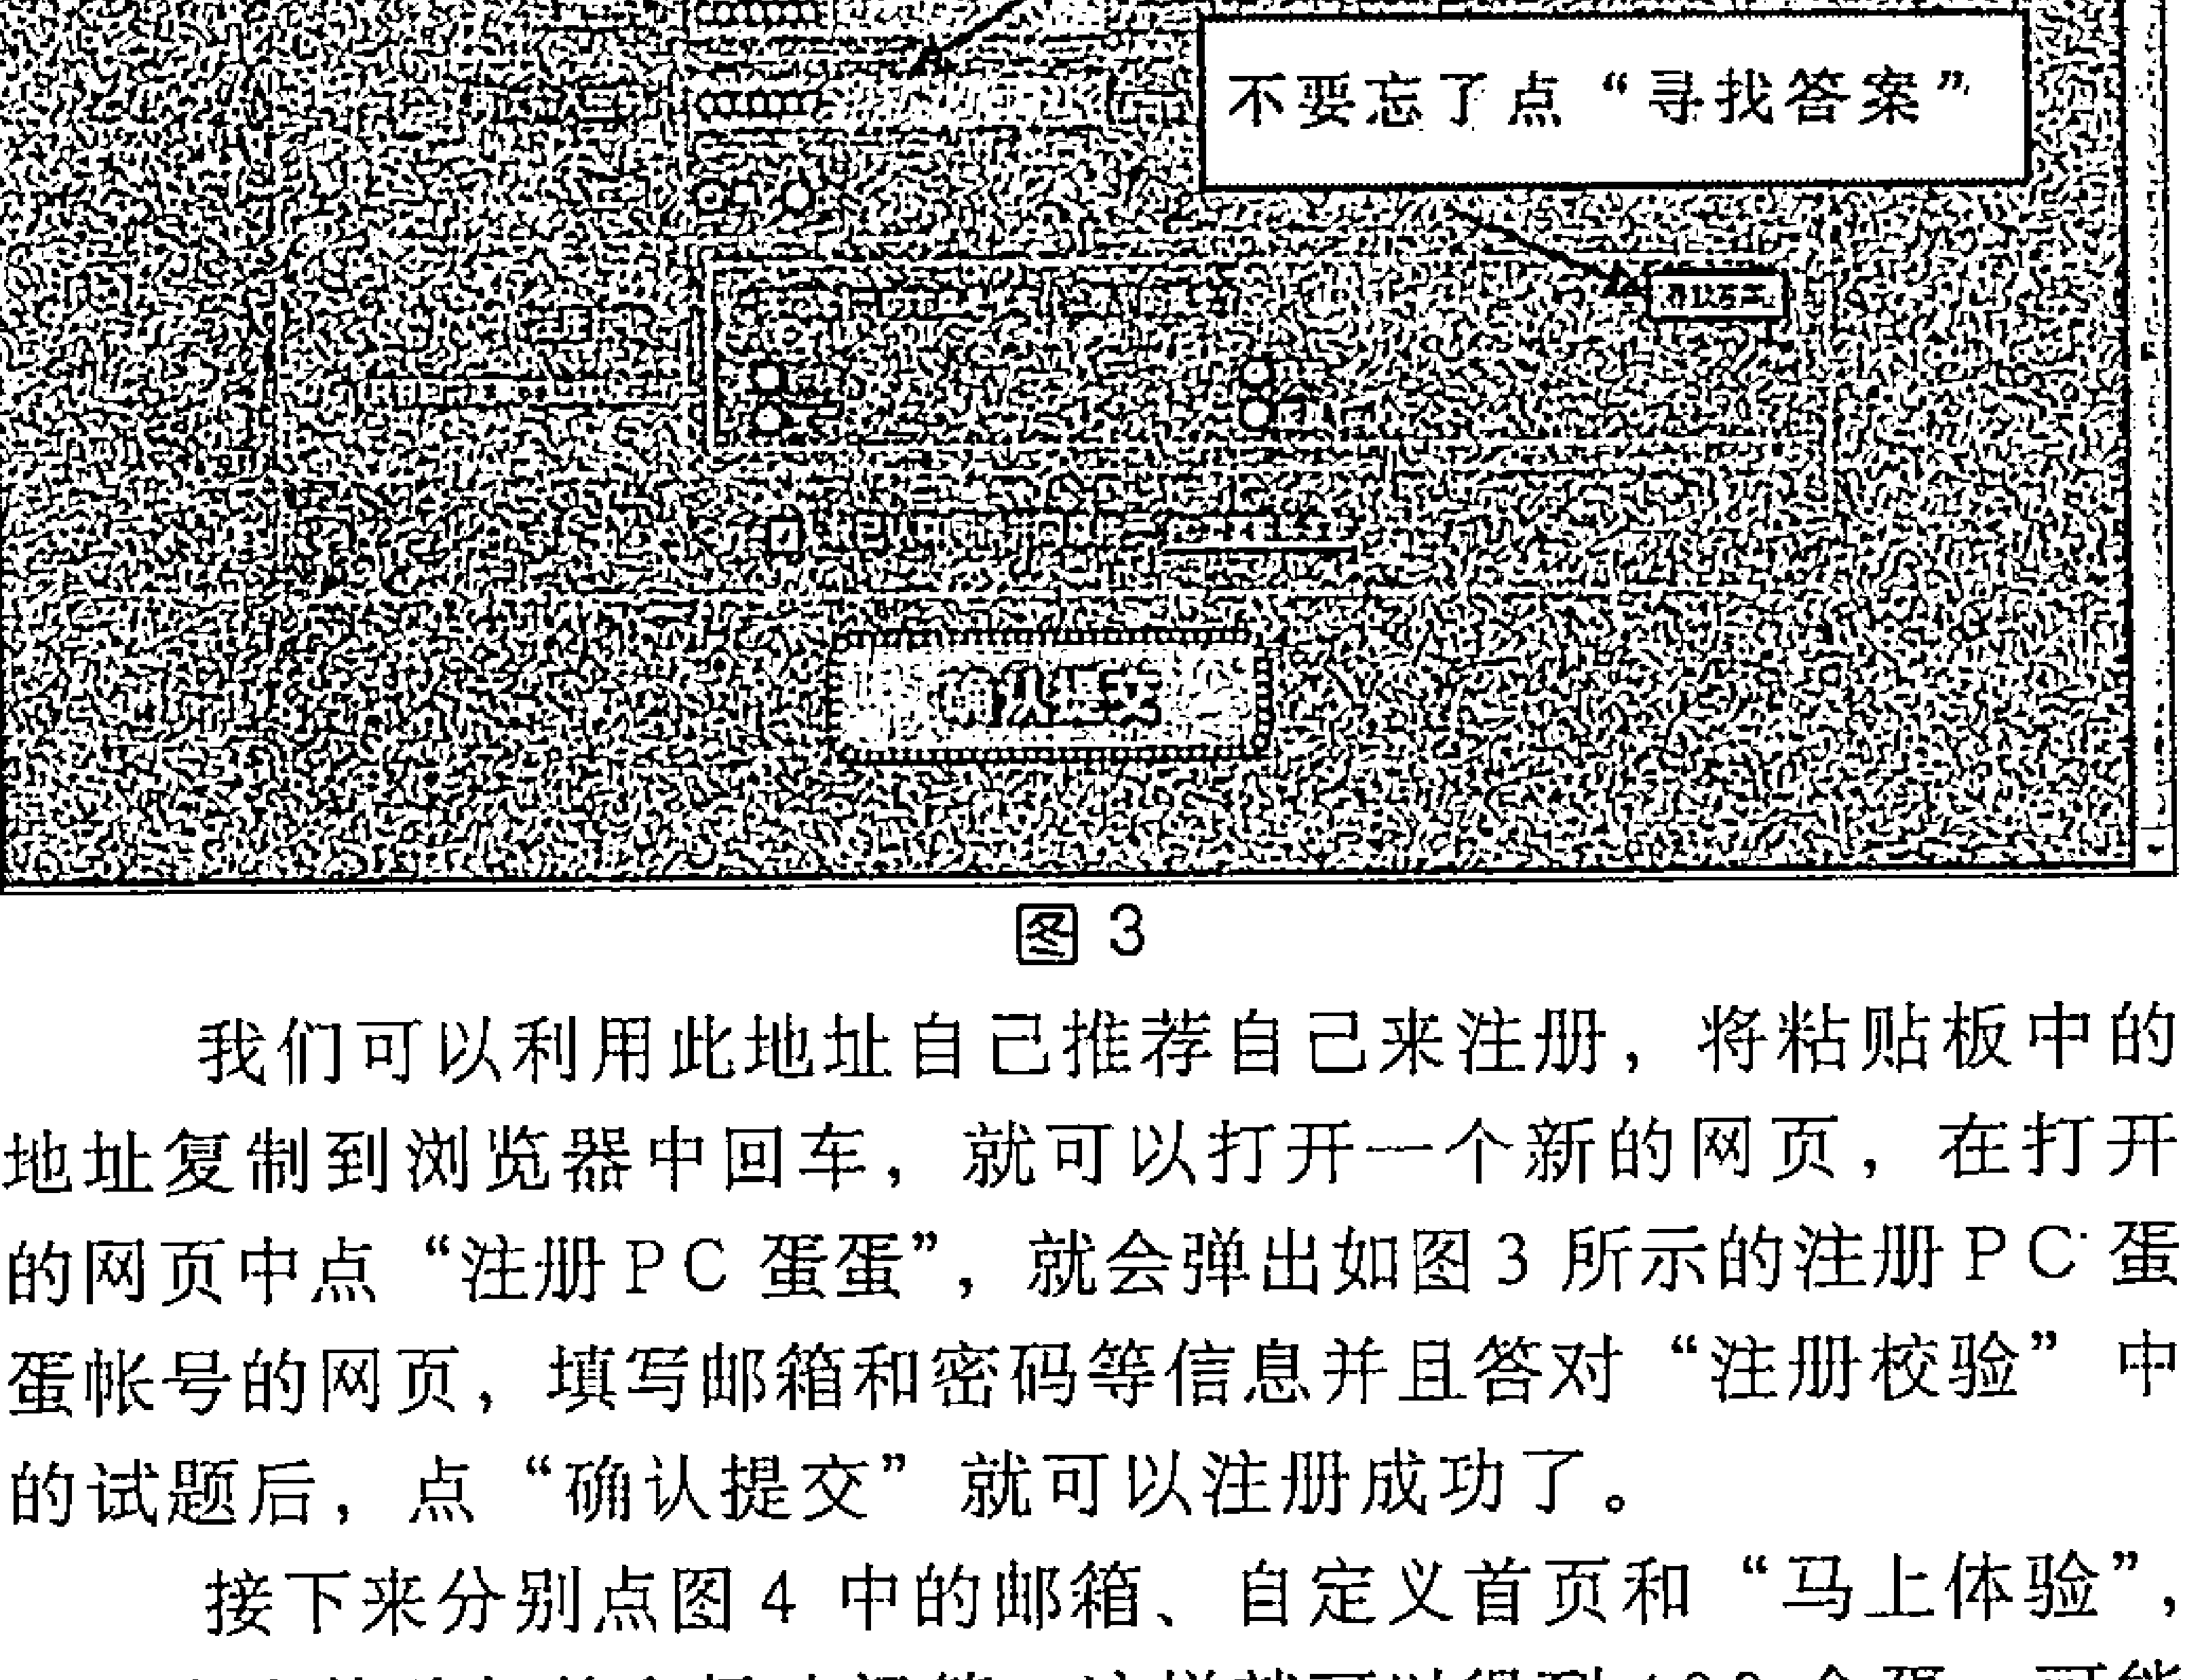 不要忘了点“寻找答案”
确认提交
图 3
我们可以利用此地址自己推荐自己来注册，将粘贴板中的
地址复制到浏览器中回车，就可以打开一个新的网页，在打开
的网页中点“注册PC 蛋蛋”，就会弹出如图3 所示的注册PC 蛋
蛋帐号的网页，填写邮箱和密码等信息并且答对“注册校验”中
的试题后，点“确认提交”就可以注册成功了。
接下来分别点图 4 中的邮箱、自定义首页和“马上体验”，